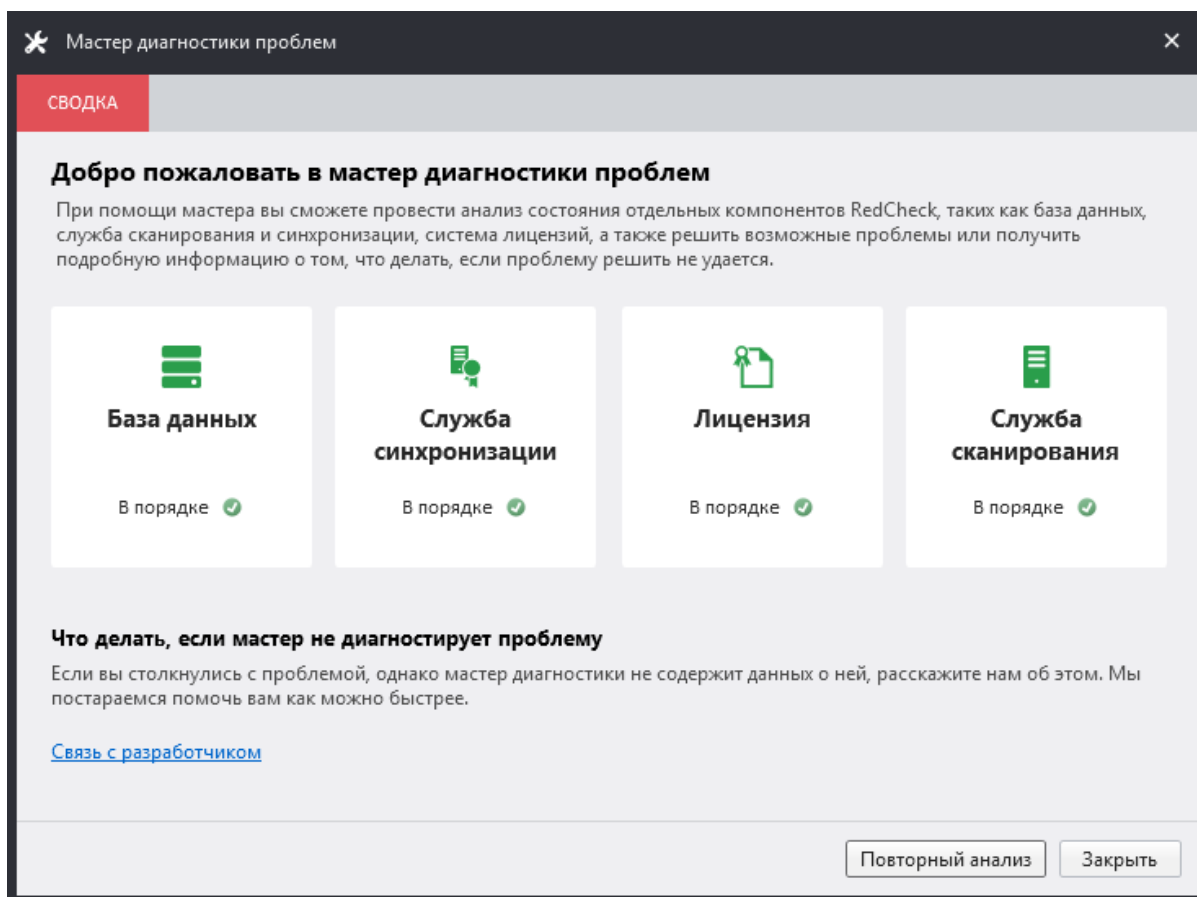 Мастер диагностики проблем
СВОДКА
Добро пожаловать в мастер диагностики проблем
При помощи мастера вы сможете провести анализ состояния отдельных компонентов RedCheck, таких как база данных,
служба сканирования и синхронизации, система лицензий, а также решить возможные проблемы или получить
подробную информацию о том, что делать, если проблему решить не удается.
База данных
В порядке
Служба
синхронизации
В порядке
Лицензия
В порядке
Служба
сканирования
В порядке
Что делать, если мастер не диагностирует проблему
Если вы столкнулись с проблемой, однако мастер диагностики не содержит данных о ней, расскажите нам об этом. Мы
постараемся помочь вам как можно быстрее.
Связь с разработчиком
Повторный анализ
Закрыть